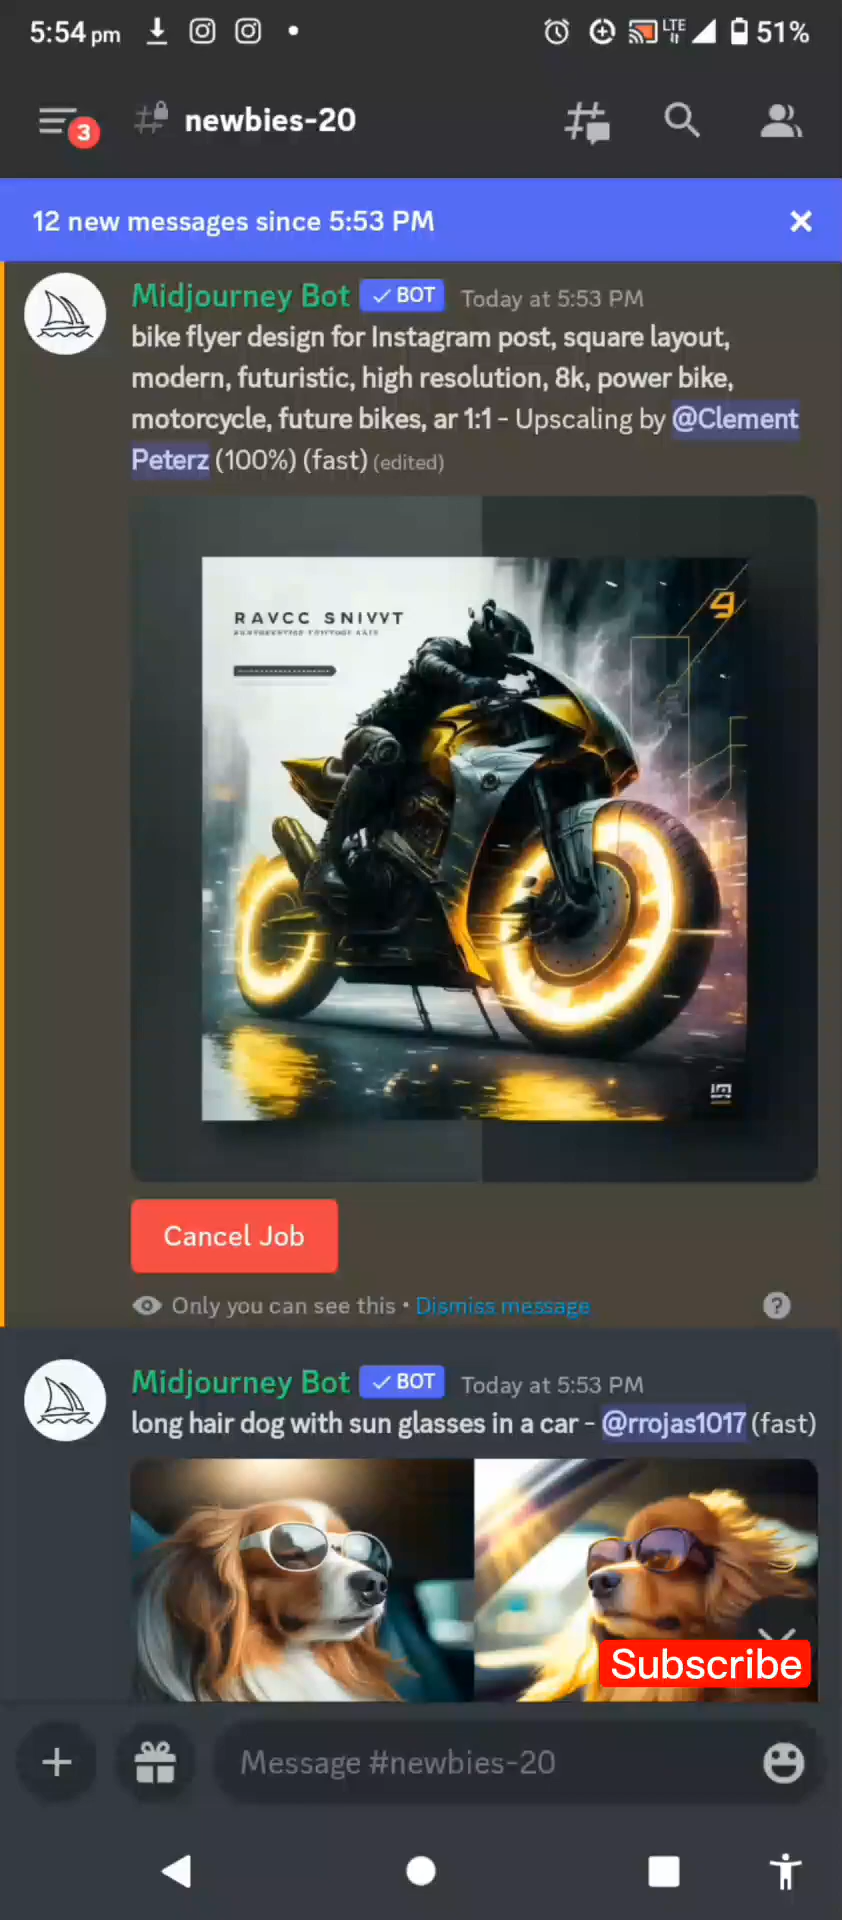 5:54 pm LTE 51%
3 newbies-20
12 new messages since 5:53 PM
Midjourney Bot BOT Today at 5:53 PM
bike flyer design for Instagram post, square layout,
modern, futuristic, high resolution, 8k, power bike,
motorcycle, future bikes, ar 1:1 - Upscaling by @Clement
Peterz (100%) (fast) (edited)
RAVCC SNIVVT
9
Cancel Job
Only you can see this • Dismiss message
Midjourney Bot BOT Today at 5:53 PM
long hair dog with sun glasses in a car - @rrojas1017 (fast)
Subscribe
Message #newbies-20